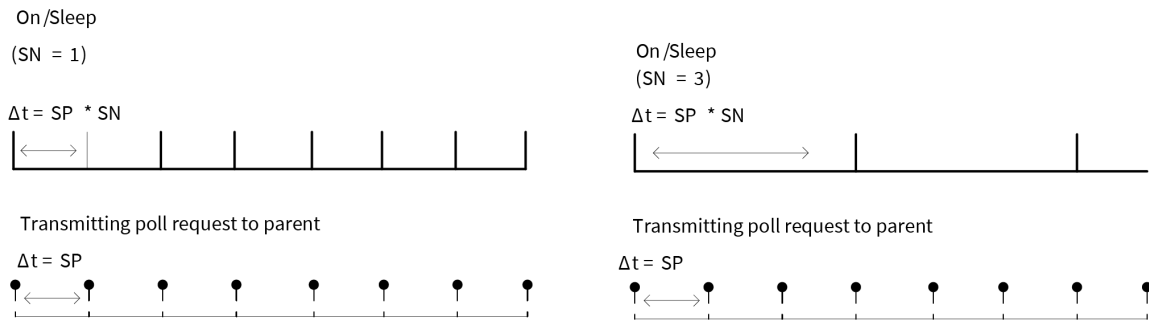 On/Sleep
(SN = 1)
Δt = SP * SN
Transmitting poll request to parent
Δt = SP
On/Sleep
(SN = 3)
Δt = SP * SN
Transmitting poll request to parent
Δt = SP